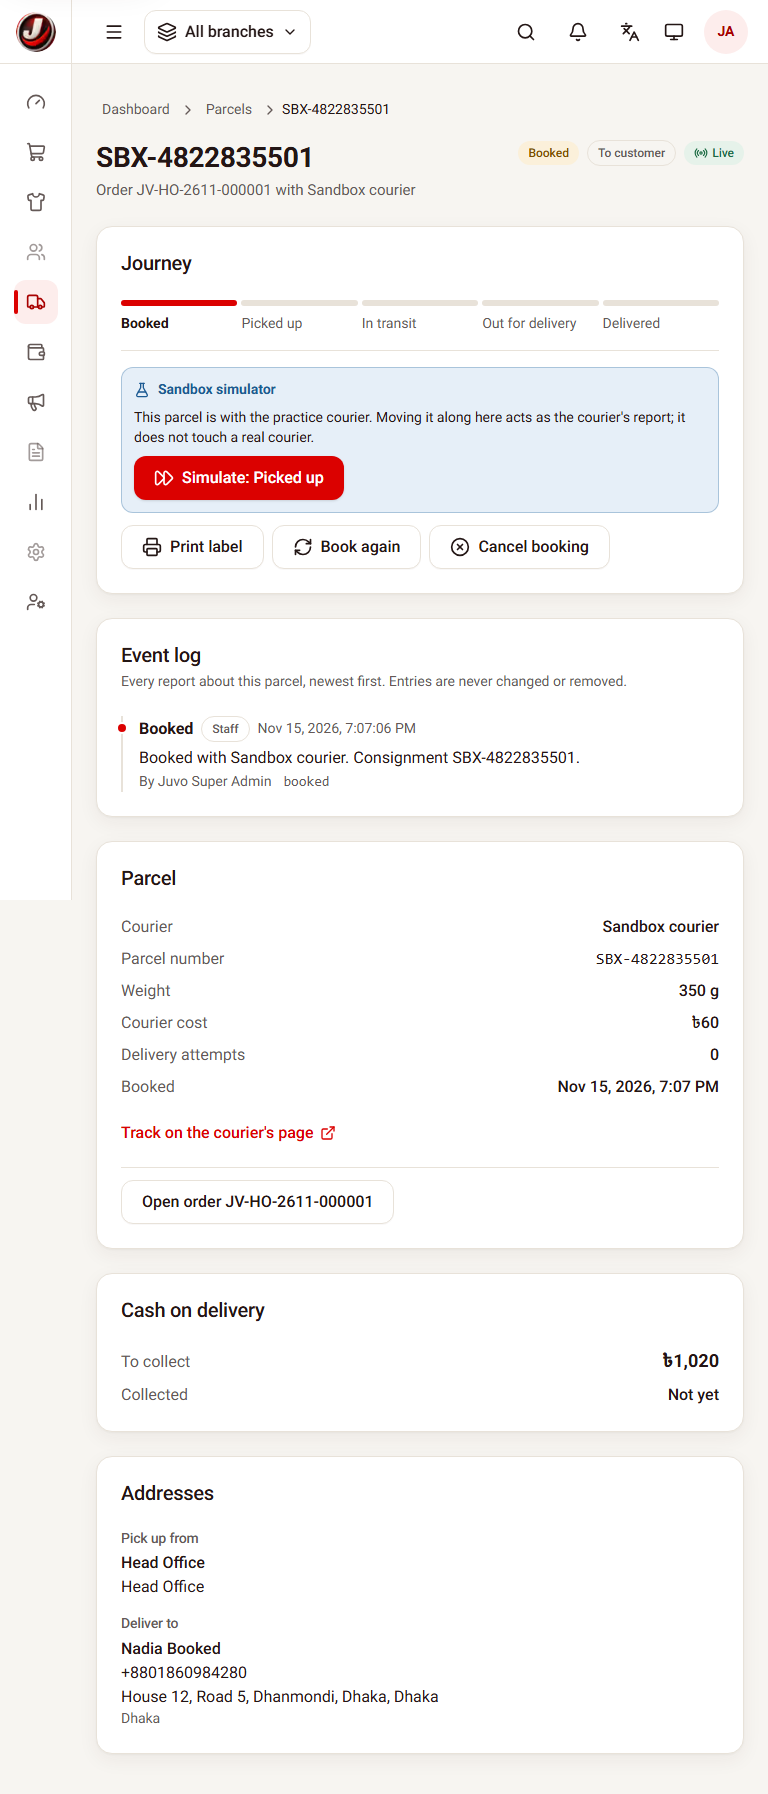 J
All branches
JA
Dashboard > Parcels > SBX-4822835501
SBX-4822835501
Booked
To customer
Live
Order JV-HO-2611-000001 with Sandbox courier
Journey
Booked
Picked up
In transit
Out for delivery
Delivered
Sandbox simulator
This parcel is with the practice courier. Moving it along here acts as the courier's report; it
does not touch a real courier.
Simulate: Picked up
Print label
Book again
Cancel booking
Event log
Every report about this parcel, newest first. Entries are never changed or removed.
Booked Staff Nov 15, 2026, 7:07:06 PM
Booked with Sandbox courier. Consignment SBX-4822835501.
By Juvo Super Admin booked
Parcel
Courier Sandbox courier
Parcel number SBX-4822835501
Weight 350 g
Courier cost ৳60
Delivery attempts 0
Booked Nov 15, 2026, 7:07 PM
Track on the courier's page
Open order JV-HO-2611-000001
Cash on delivery
To collect ৳1,020
Collected Not yet
Addresses
Pick up from
Head Office
Head Office
Deliver to
Nadia Booked
+8801860984280
House 12, Road 5, Dhanmondi, Dhaka, Dhaka
Dhaka